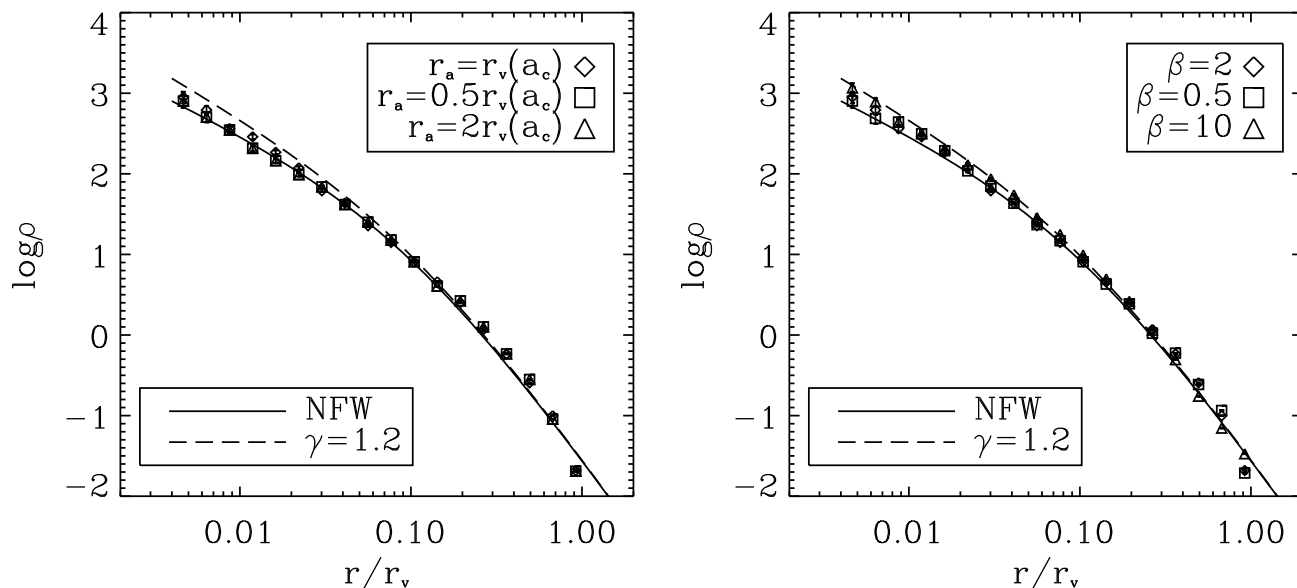 4
3
2
1
0
−1
−2
logρ
r_a=r_v(a_c)
r_a=0.5r_v(a_c)
r_a=2r_v(a_c)
NFW
γ=1.2
0.01 0.10 1.00
r/r_v
4
3
2
1
0
−1
−2
logρ
β=2
β=0.5
β=10
NFW
γ=1.2
0.01 0.10 1.00
r/r_v